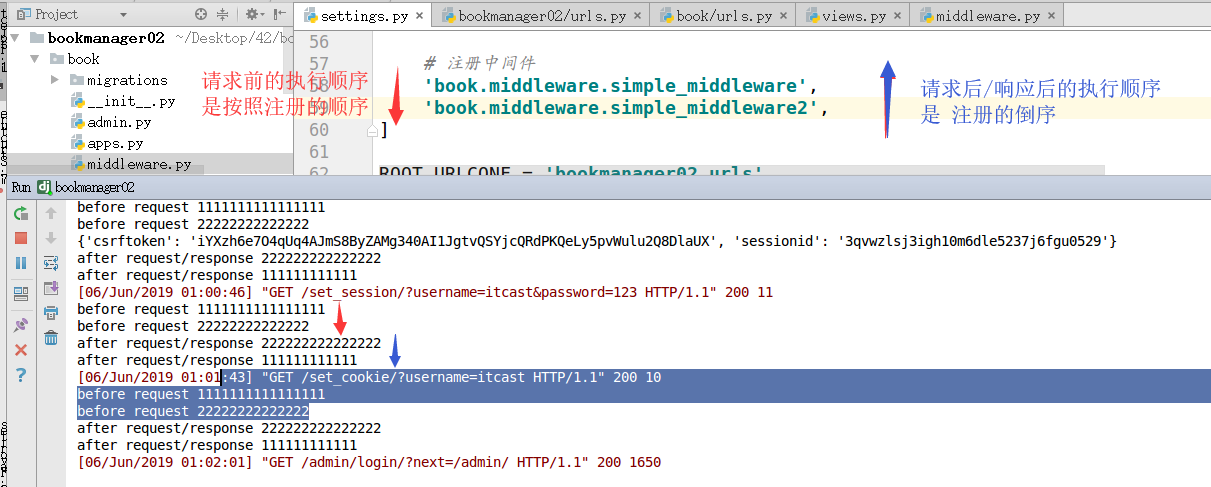 Project
settings.py
bookmanager02/urls.py
book/urls.py
views.py
middleware.py
bookmanager02 ~/Desktop/42/bo
book
migrations
__init__.py
admin.py
apps.py
middleware.py
请求前的执行顺序
是按照注册的顺序
56
57 # 注册中间件
58 'book.middleware.simple_middleware',
59 'book.middleware.simple_middleware2',
60 ]
61
62 ROOT_URLCONF = 'bookmanager02.urls'
请求后/响应后的执行顺序
是 注册的倒序
Run bookmanager02
before request 1111111111111111
before request 22222222222222
{'csrftoken': 'iYXzh6e7O4qUq4AJmS8ByZAMg340AI1JgtvQSYjcQRdPKQeLy5pvWulu2Q8DlaUX', 'sessionid': '3qvwzlsj3igh10m6dle5237j6fgu0529'}
after request/response 222222222222222
after request/response 111111111111
[06/Jun/2019 01:00:46] "GET /set_session/?username=itcast&password=123 HTTP/1.1" 200 11
before request 1111111111111111
before request 22222222222222
after request/response 222222222222222
after request/response 111111111111
[06/Jun/2019 01:01:43] "GET /set_cookie/?username=itcast HTTP/1.1" 200 10
before request 1111111111111111
before request 22222222222222
after request/response 222222222222222
after request/response 111111111111
[06/Jun/2019 01:02:01] "GET /admin/login/?next=/admin/ HTTP/1.1" 200 1650